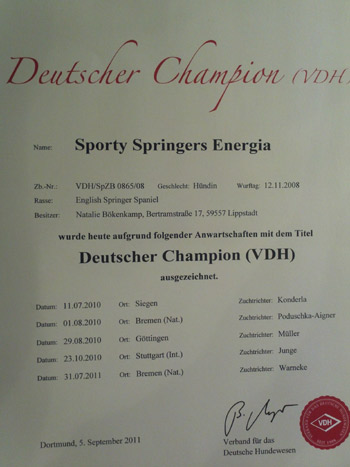 Deutscher Champion (VDH)
Name: Sporty Springers Energia
Zb.-Nr.: VDH/SpZB 0865/08 Geschlecht: Hündin Wurftag: 12.11.2008
Rasse: English Springer Spaniel
Besitzer: Natalie Bökenkamp, Bertramstraße 17, 59557 Lippstadt
wurde heute aufgrund folgender Anwartschaften mit dem Titel
Deutscher Champion (VDH)
ausgezeichnet.
Datum: 11.07.2010 Ort: Siegen Zuchtrichter: Konderla
Datum: 01.08.2010 Ort: Bremen (Nat.) Zuchtrichter: Poduschka-Aigner
Datum: 29.08.2010 Ort: Göttingen Zuchtrichter: Müller
Datum: 23.10.2010 Ort: Stuttgart (Int.) Zuchtrichter: Junge
Datum: 31.07.2011 Ort: Bremen (Nat.) Zuchtrichter: Warneke
Dortmund, 5. September 2011
Verband für das
Deutsche Hundewesen
VDH